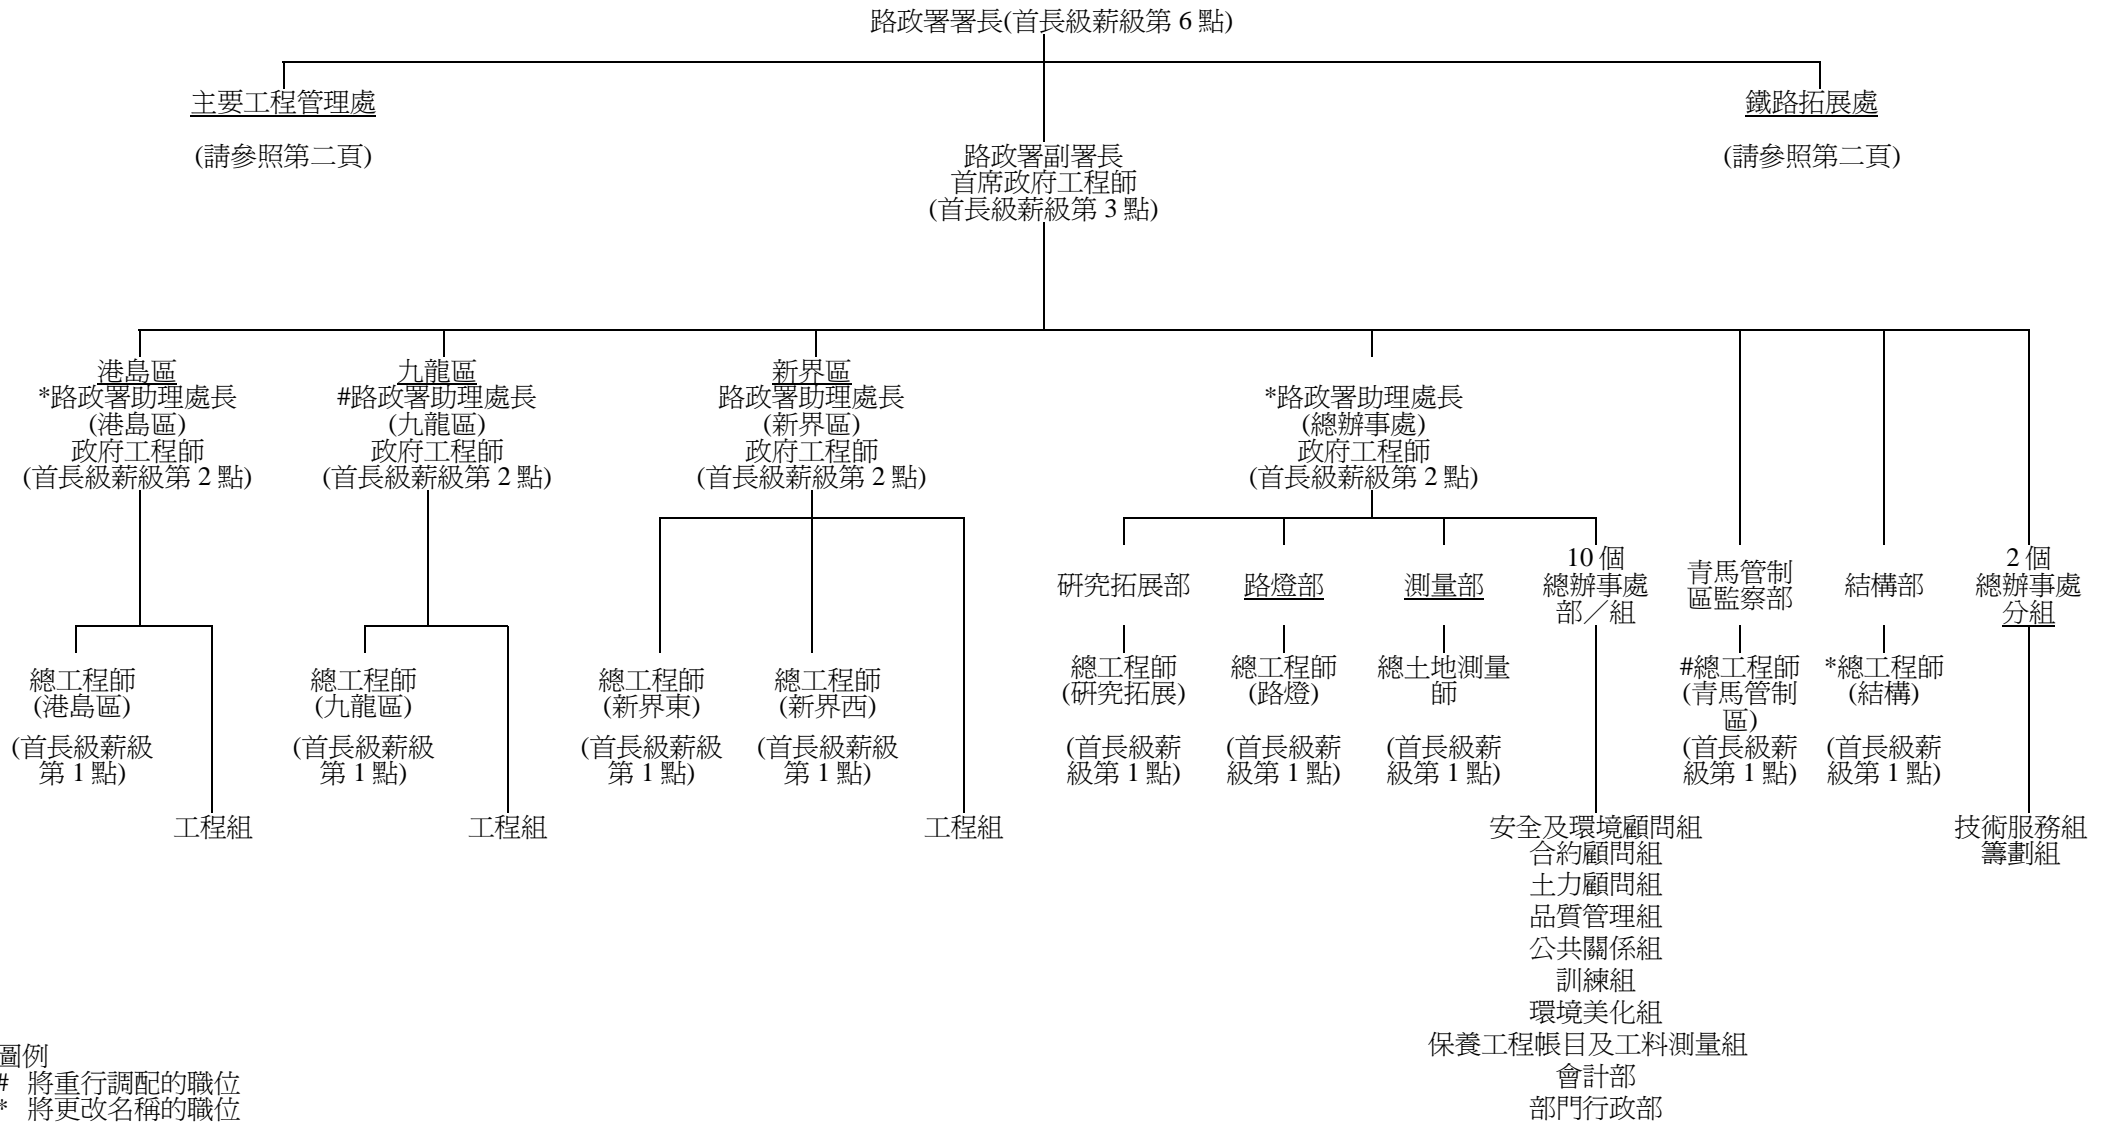 路政署署長(首長級薪級第 6 點)
主要工程管理處
(請參照第二頁)
鐵路拓展處
(請參照第二頁)
路政署副署長
首席政府工程師
(首長級薪級第 3 點)
港島區
*路政署助理處長
(港島區)
政府工程師
(首長級薪級第 2 點)
九龍區
#路政署助理處長
(九龍區)
政府工程師
(首長級薪級第 2 點)
新界區
路政署助理處長
(新界區)
政府工程師
(首長級薪級第 2 點)
*路政署助理處長
(總辦事處)
政府工程師
(首長級薪級第 2 點)
研究拓展部
路燈部
測量部
10 個
總辦事處
部／組
青馬管制
區監察部
結構部
2 個
總辦事處
分組
總工程師
(港島區)
(首長級薪級
第 1 點)
工程組
總工程師
(九龍區)
(首長級薪級
第 1 點)
工程組
總工程師
(新界東)
(首長級薪級
第 1 點)
總工程師
(新界西)
(首長級薪級
第 1 點)
工程組
總工程師
(研究拓展)
(首長級薪
級第 1 點)
總工程師
(路燈)
(首長級薪
級第 1 點)
總土地測量
師
(首長級薪
級第 1 點)
#總工程師
(青馬管制
區)
(首長級薪
級第 1 點)
*總工程師
(結構)
(首長級薪
級第 1 點)
安全及環境顧問組
合約顧問組
土力顧問組
品質管理組
公共關係組
訓練組
環境美化組
保養工程帳目及工料測量組
會計部
部門行政部
技術服務組
籌劃組
圖例
# 將重行調配的職位
* 將更改名稱的職位